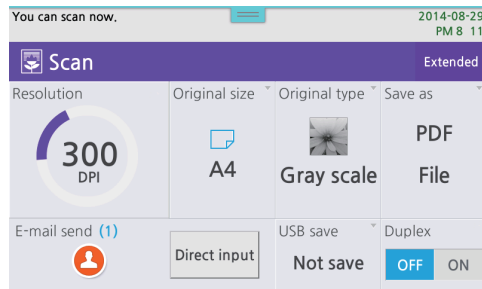 You can scan now.
2014-08-29
PM 8 11
Scan
Extended
Resolution
Original size
Original type
Save as
300
DPI
A4
Gray scale
PDF
File
E-mail send (1)
Direct input
USB save
Not save
Duplex
OFF ON